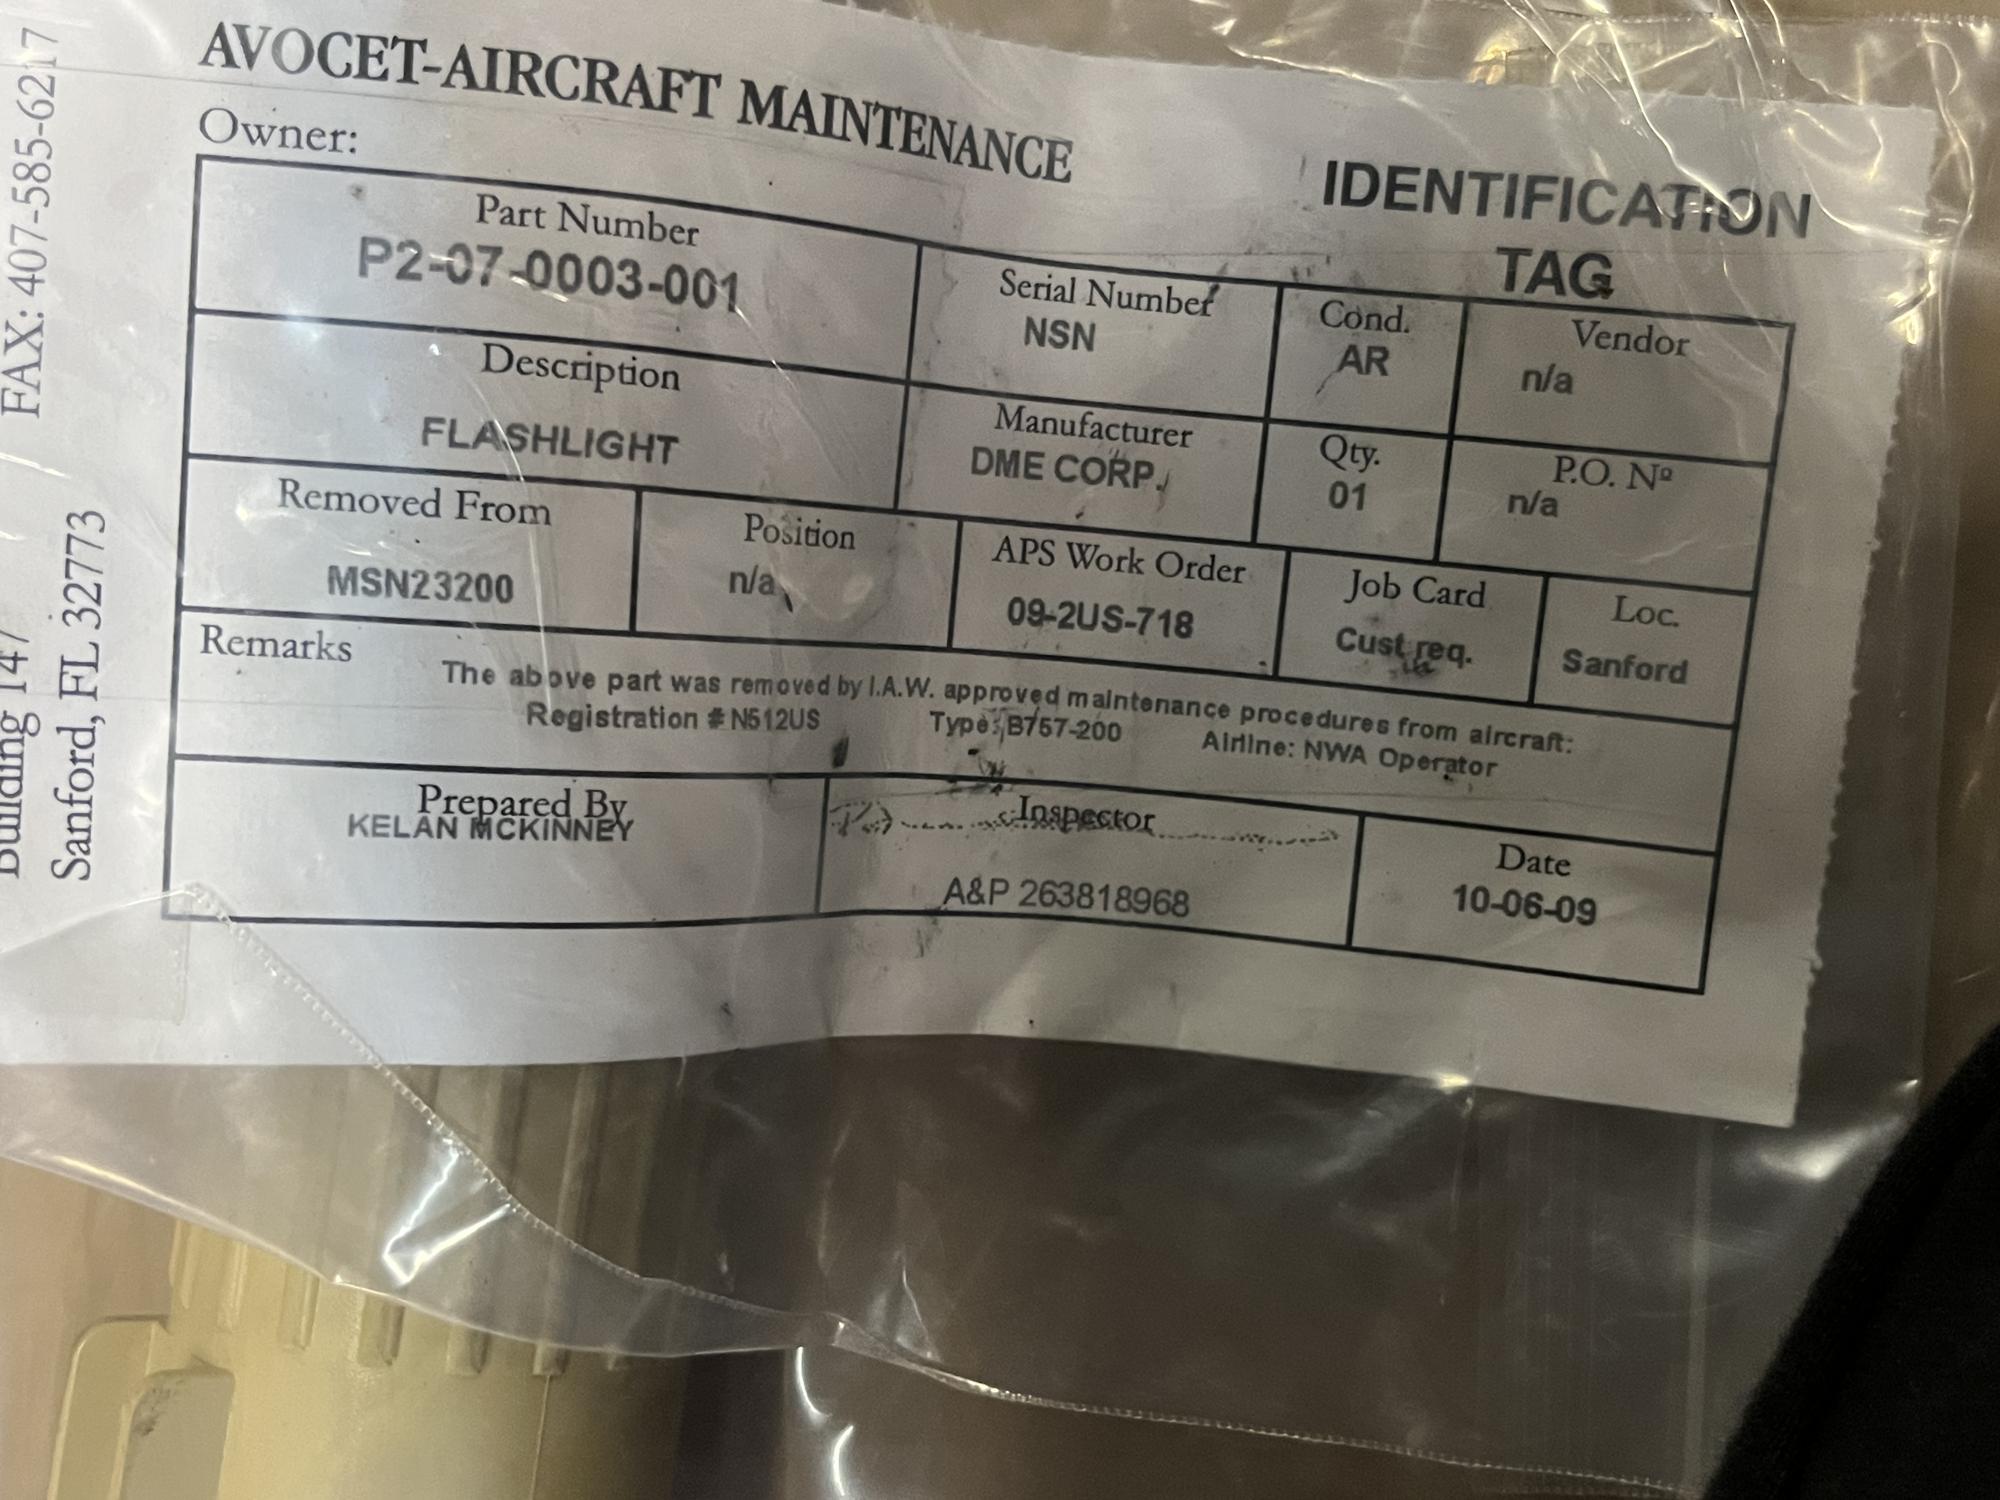 AVOCET-AIRCRAFT MAINTENANCE
Owner:
IDENTIFICATION
TAG
Part Number
P2-07-0003-001
Serial Number
NSN
Cond.
AR
Vendor
n/a
Description
FLASHLIGHT
Manufacturer
DME CORP.
Qty.
01
P.O. Nº
n/a
Removed From
MSN23200
Position
n/a
APS Work Order
09-2US-718
Job Card
Cust req.
Loc.
Sanford
Remarks
The above part was removed by I.A.W. approved maintenance procedures from aircraft:
Registration # N512US Type: B757-200 Airline: NWA Operator
Prepared By
KELAN MCKINNEY
Inspector
A&P 263818968
Date
10-06-09
Building 147
FAX: 407-585-6217
Sanford, FL 32773